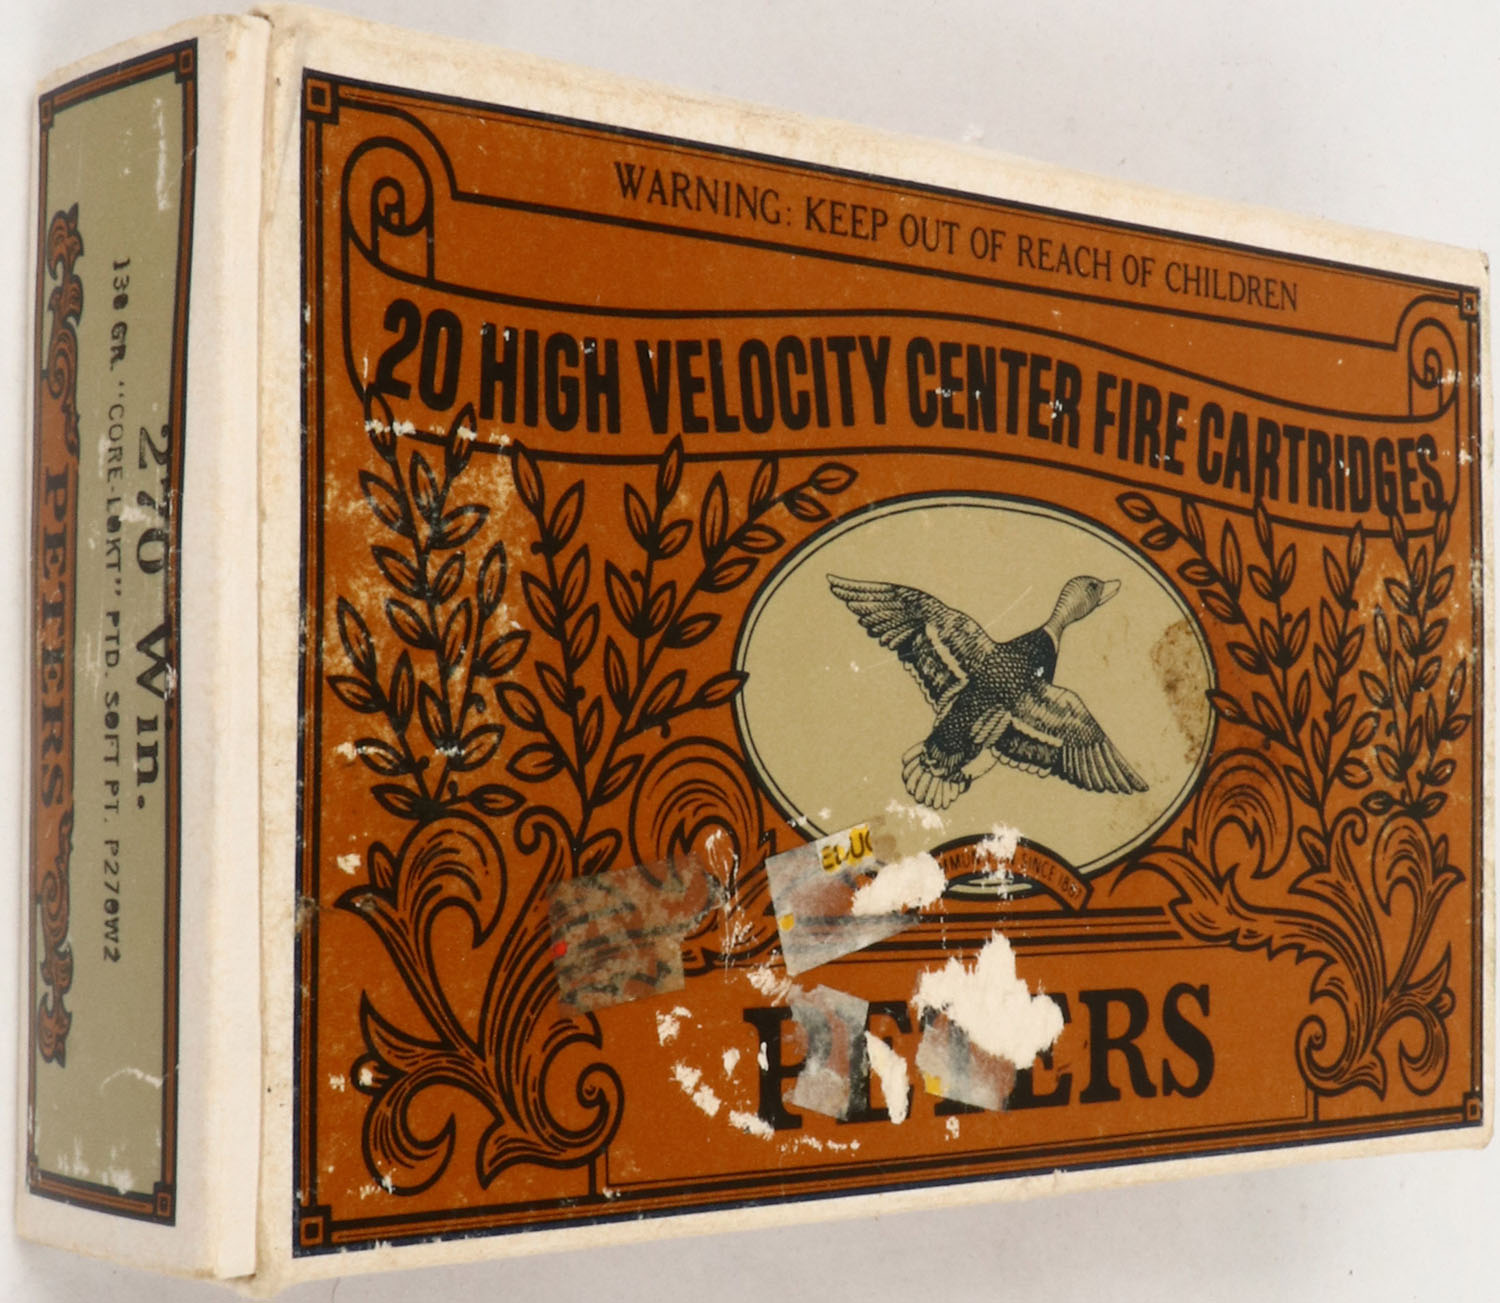 WARNING: KEEP OUT OF REACH OF CHILDREN
20 HIGH VELOCITY CENTER FIRE CARTRIDGES
SINCE
PETERS
270 Win.
130 GR. "CORE-LOKT" PTD. SOFT PT. P270W2
PETERS